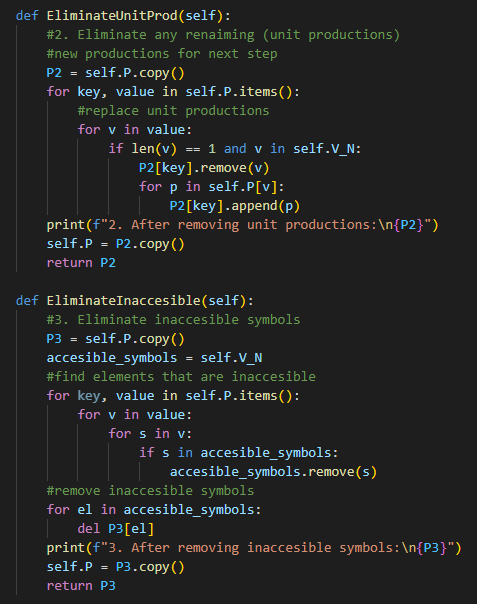 def EliminateUnitProd(self):
    #2. Eliminate any renaiming (unit productions)
    #new productions for next step
    P2 = self.P.copy()
    for key, value in self.P.items():
        #replace unit productions
        for v in value:
            if len(v) == 1 and v in self.V_N:
                P2[key].remove(v)
                for p in self.P[v]:
                    P2[key].append(p)
    print(f"2. After removing unit productions:\n{P2}")
    self.P = P2.copy()
    return P2

def EliminateInaccesible(self):
    #3. Eliminate inaccesible symbols
    P3 = self.P.copy()
    accesible_symbols = self.V_N
    #find elements that are inaccesible
    for key, value in self.P.items():
        for v in value:
            for s in v:
                if s in accesible_symbols:
                    accesible_symbols.remove(s)
    #remove inaccesible symbols
    for el in accesible_symbols:
        del P3[el]
    print(f"3. After removing inaccesible symbols:\n{P3}")
    self.P = P3.copy()
    return P3